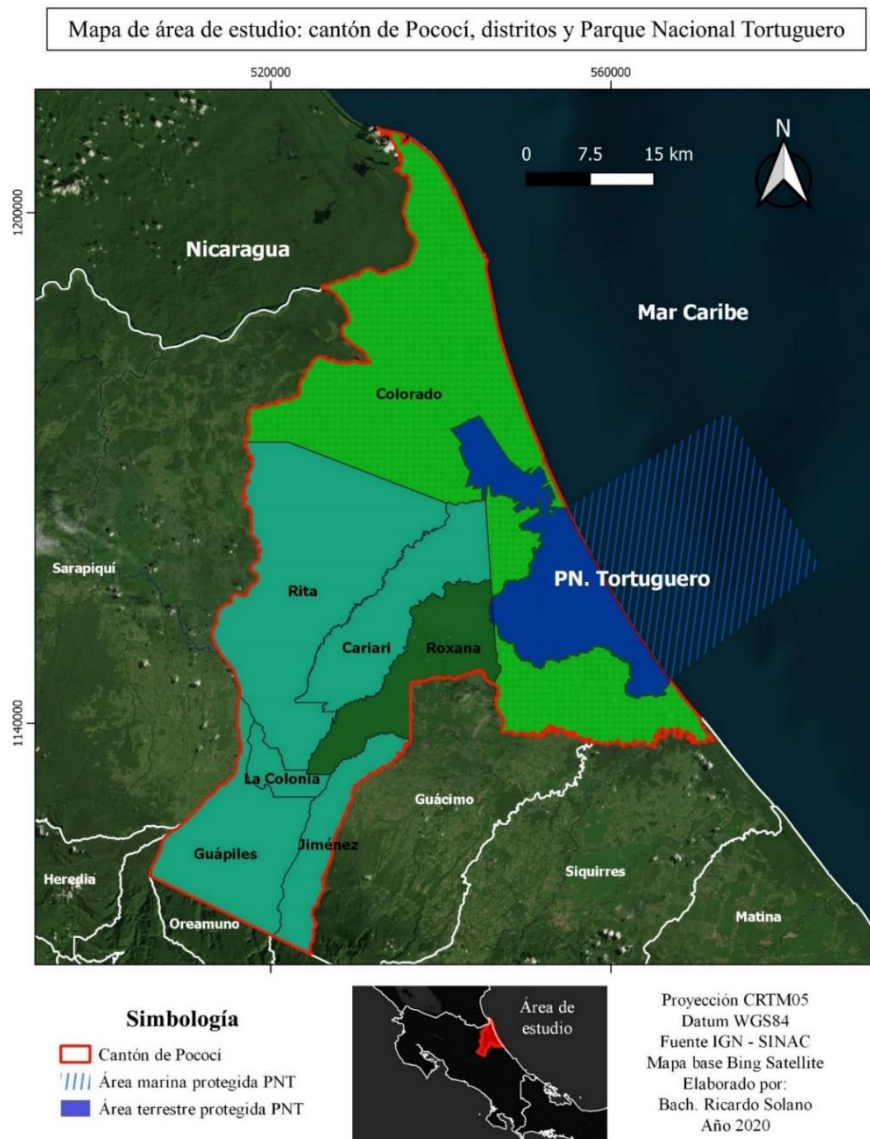 Mapa de área de estudio: cantón de Pococí, distritos y Parque Nacional Tortuguero
520000
560000
N
0 7.5 15 km
1200000
Nicaragua
Mar Caribe
Colorado
PN. Tortuguero
Sarapiquí
Rita
Cariari
Roxana
1140000
La Colonia
Guácimo
Guápiles
Jiménez
Heredia
Siquirres
Oreamuno
Matina
Simbología
Cantón de Pococí
Área marina protegida PNT
Área terrestre protegida PNT
Área de
estudio
Proyección CRTM05
Datum WGS84
Fuente IGN - SINAC
Mapa base Bing Satellite
Elaborado por:
Bach. Ricardo Solano
Año 2020